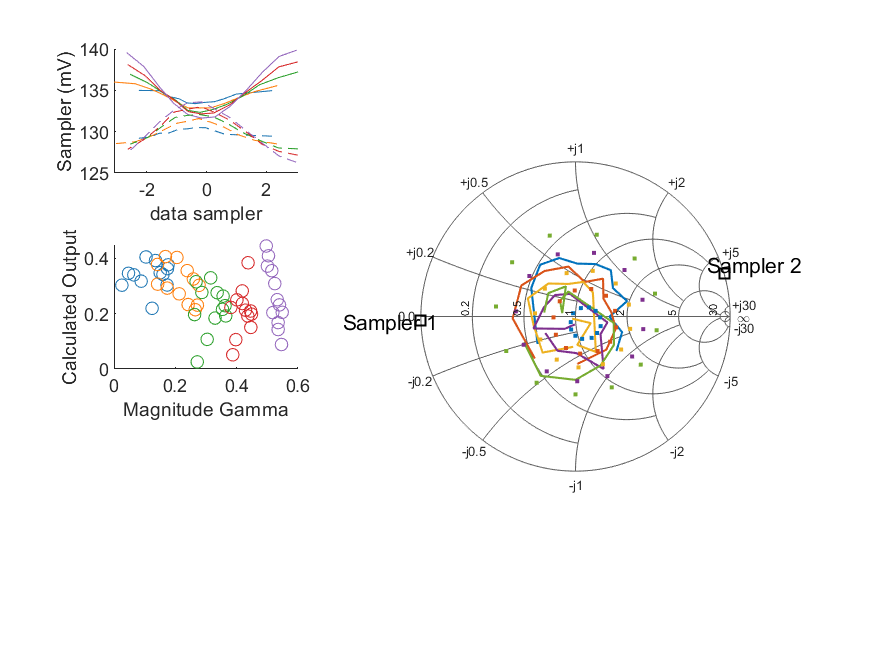 140
135
130
125
Sampler (mV)
-2
0
2
data sampler
0.4
0.2
0
Calculated Output
0
0.2
0.4
0.6
Magnitude Gamma
+j1
+j0.5
+j2
+j0.2
+j5
Sampler 2
0.2
0.5
1
2
5
30
+j30
∞
-j30
0.0
Sampler 1
-j0.2
-j5
-j0.5
-j2
-j1